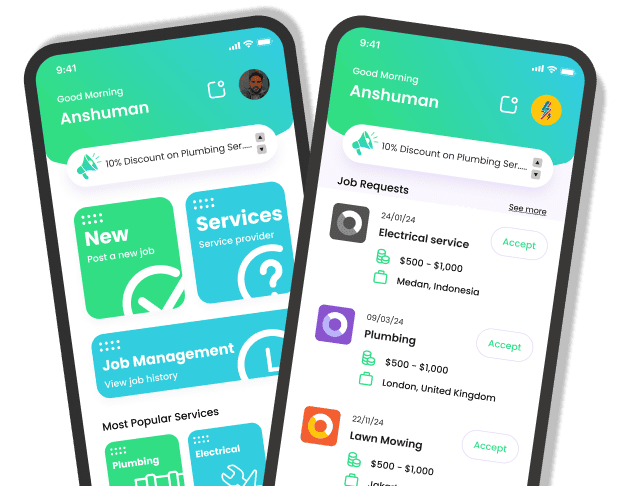 9:41
Good Morning
Anshuman
10% Discount on Plumbing Ser.....
New
Post a new job
Services
Service provider
Job Management
View job history
Most Popular Services
Plumbing
Electrical
9:41
Good Morning
Anshuman
10% Discount on Plumbing Ser.....
Job Requests
See more
24/01/24
Electrical service
Accept
$500 - $1,000
Medan, Indonesia
09/03/24
Plumbing
Accept
$500 - $1,000
London, United Kingdom
22/11/24
Lawn Mowing
Accept
$500 - $1,000